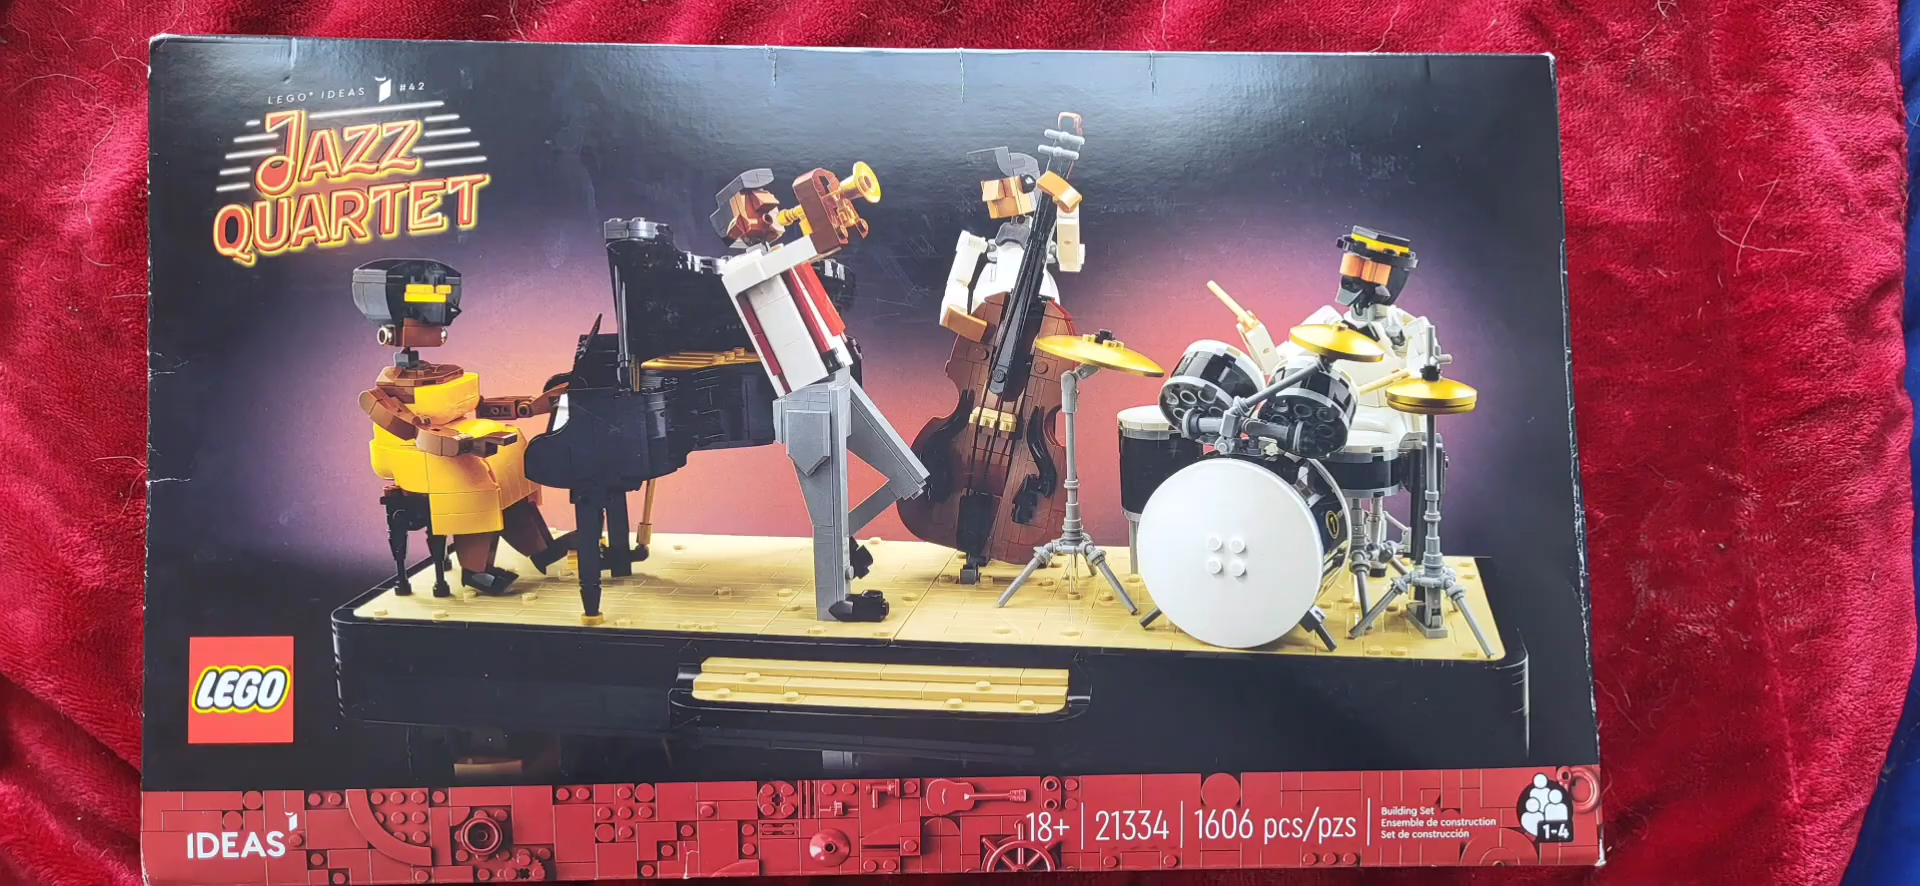 LEGO® IDEAS #42
JAZZ
QUARTET
LEGO
IDEAS
18+ | 21334 | 1606 pcs/pzs
Building Set
Ensemble de construction
Set de construcción
1-4